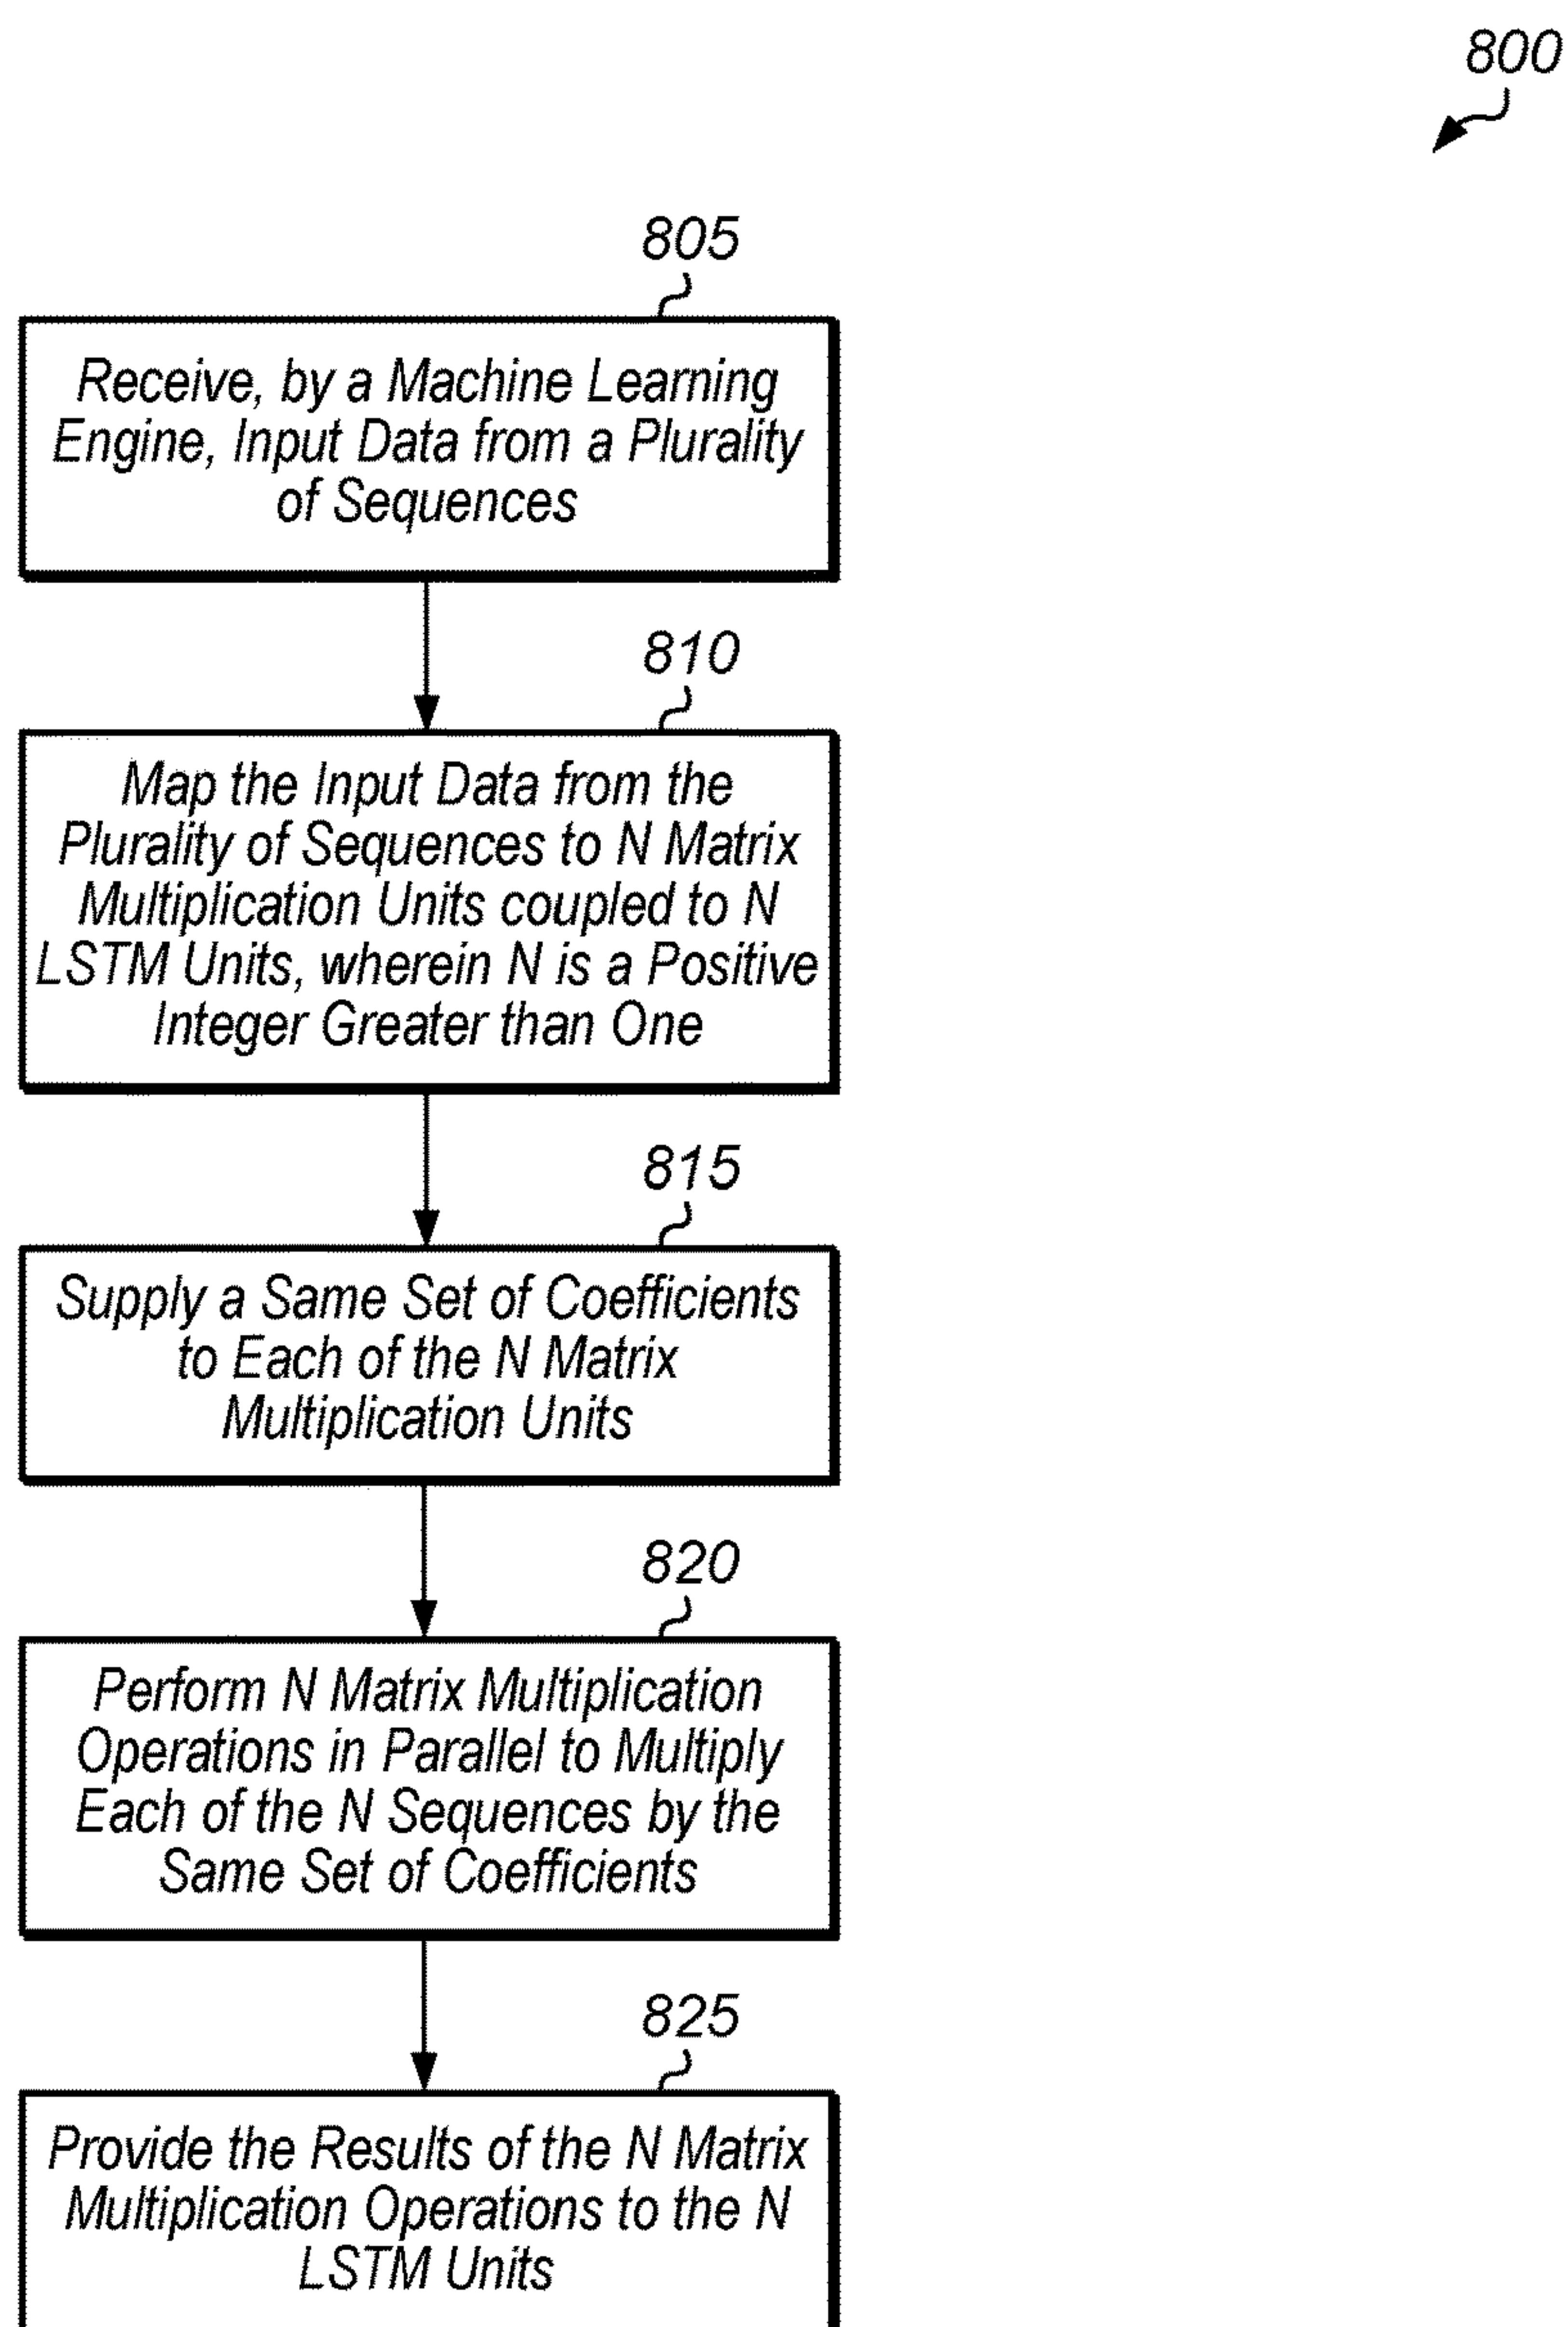 800
805
Receive, by a Machine Learning
Engine, Input Data from a Plurality
of Sequences
810
Map the Input Data from the
Plurality of Sequences to N Matrix
Multiplication Units coupled to N
LSTM Units, wherein N is a Positive
Integer Greater than One
815
Supply a Same Set of Coefficients
to Each of the N Matrix
Multiplication Units
820
Perform N Matrix Multiplication
Operations in Parallel to Multiply
Each of the N Sequences by the
Same Set of Coefficients
825
Provide the Results of the N Matrix
Multiplication Operations to the N
LSTM Units